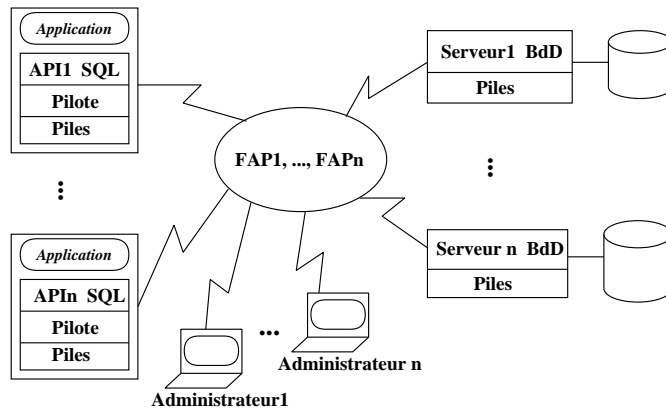 Application
API1 SQL
Pilote
Piles
...
Application
APIn SQL
Pilote
Piles
FAP1, ..., FAPn
Serveur1 BdD
Piles
...
Serveur n BdD
Piles
...
Administrateur n
Administrateur1